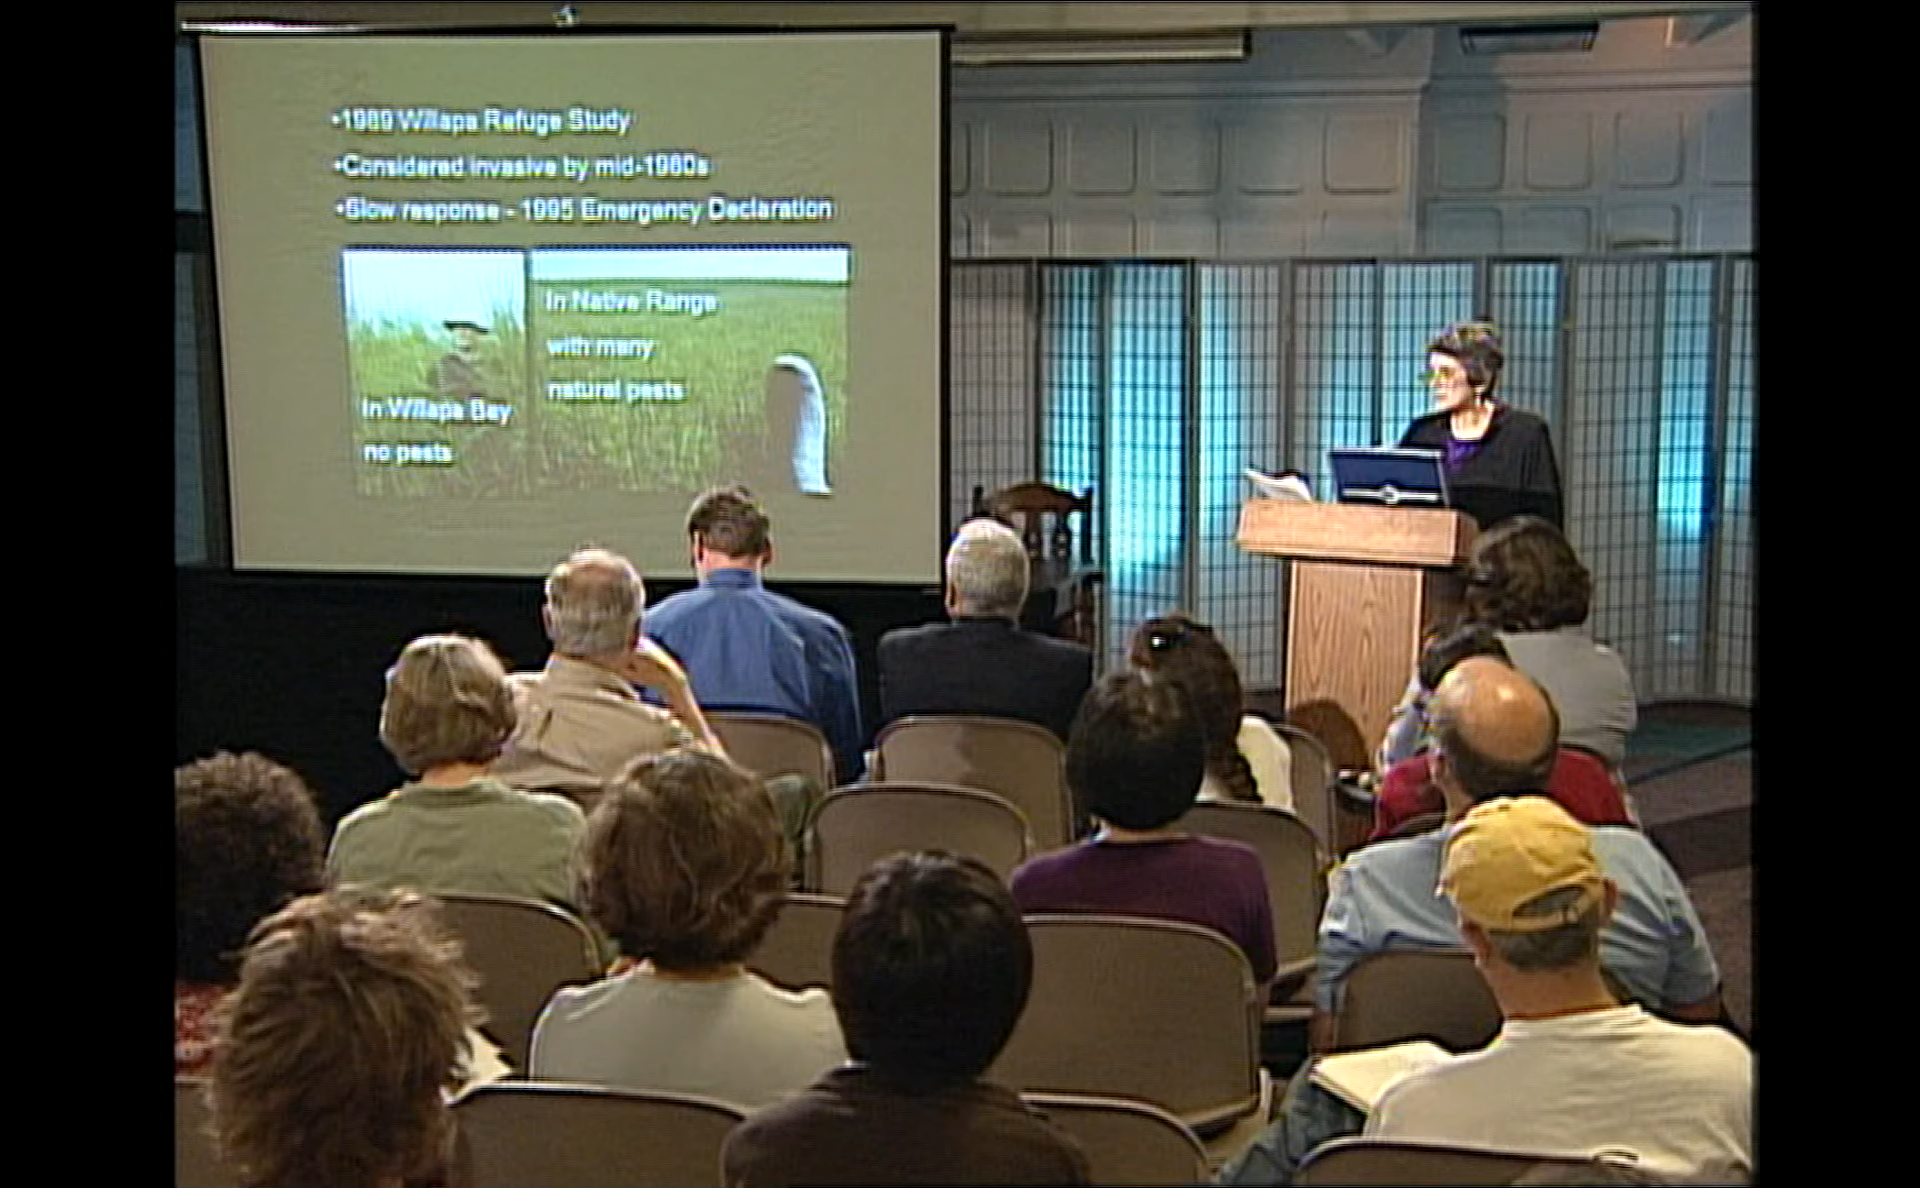 •1989 Willapa Refuge Study
•Considered invasive by mid-1980s
•Slow response - 1995 Emergency Declaration
In Native Range
with many
natural pests
In Willapa Bay
no pests